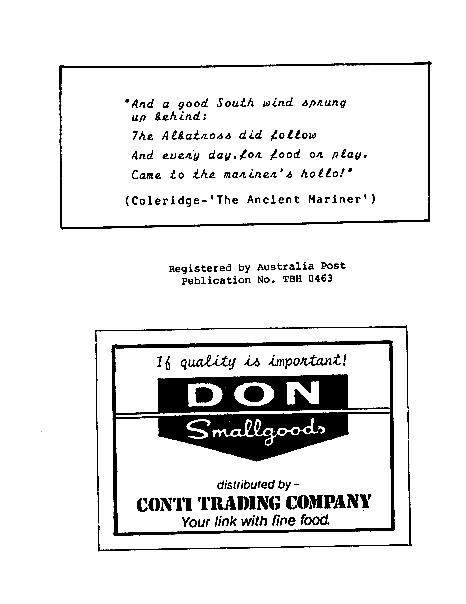 "And a good South wind sprung
up behind:
The Albatross did follow
And every day.for food or play.
Came to the mariner's hollo!"
(Coleridge-'The Ancient Mariner')
Registered by Australia Post
Publication No. TBH 0463
If quality is important!
DON
Smallgoods
distributed by -
CONTI TRADING COMPANY
Your link with fine food.